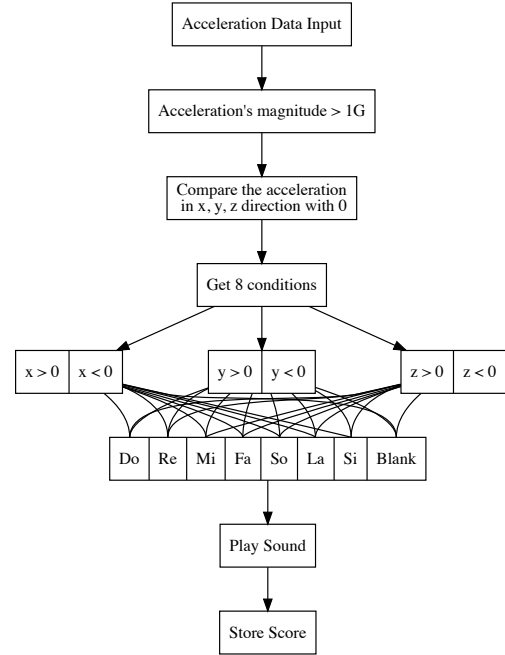 Acceleration Data Input
Acceleration's magnitude > 1G
Compare the acceleration
in x, y, z direction with 0
Get 8 conditions
x > 0 x < 0 y > 0 y < 0 z > 0 z < 0
Do Re Mi Fa So La Si Blank
Play Sound
Store Score